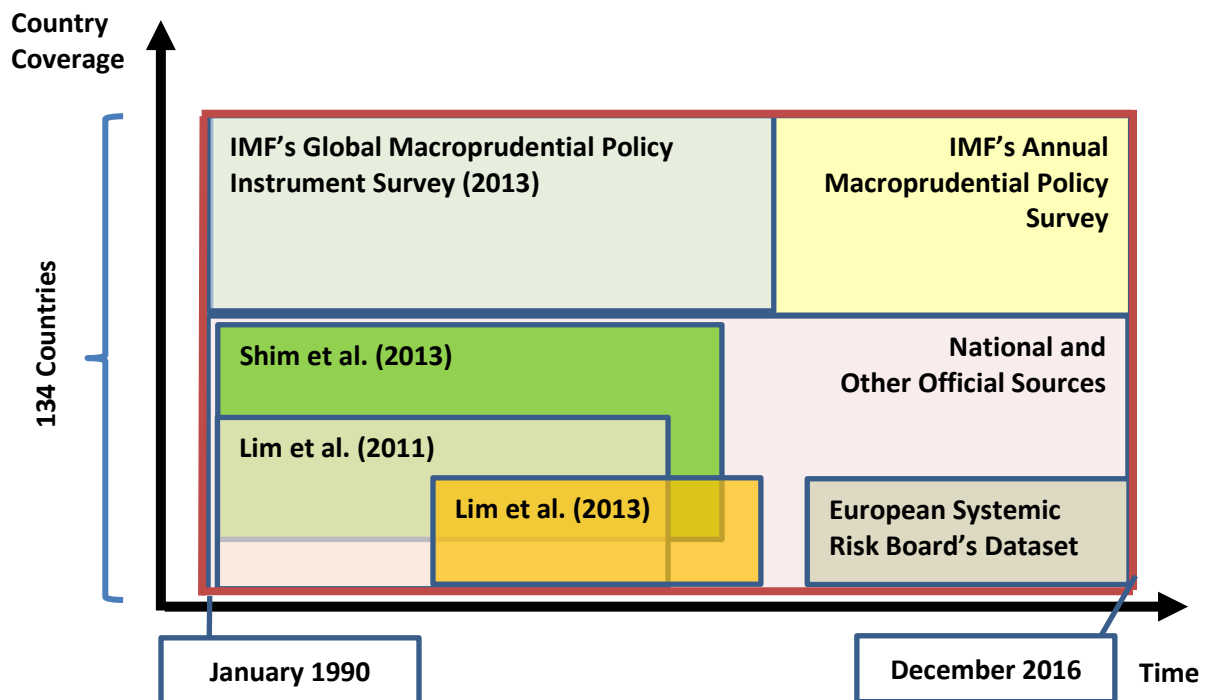 Country
Coverage
IMF's Global Macroprudential Policy
Instrument Survey (2013)
IMF's Annual
Macroprudential Policy
Survey
134 Countries
Shim et al. (2013)
National and
Other Official Sources
Lim et al. (2011)
Lim et al. (2013)
European Systemic
Risk Board's Dataset
January 1990
December 2016
Time